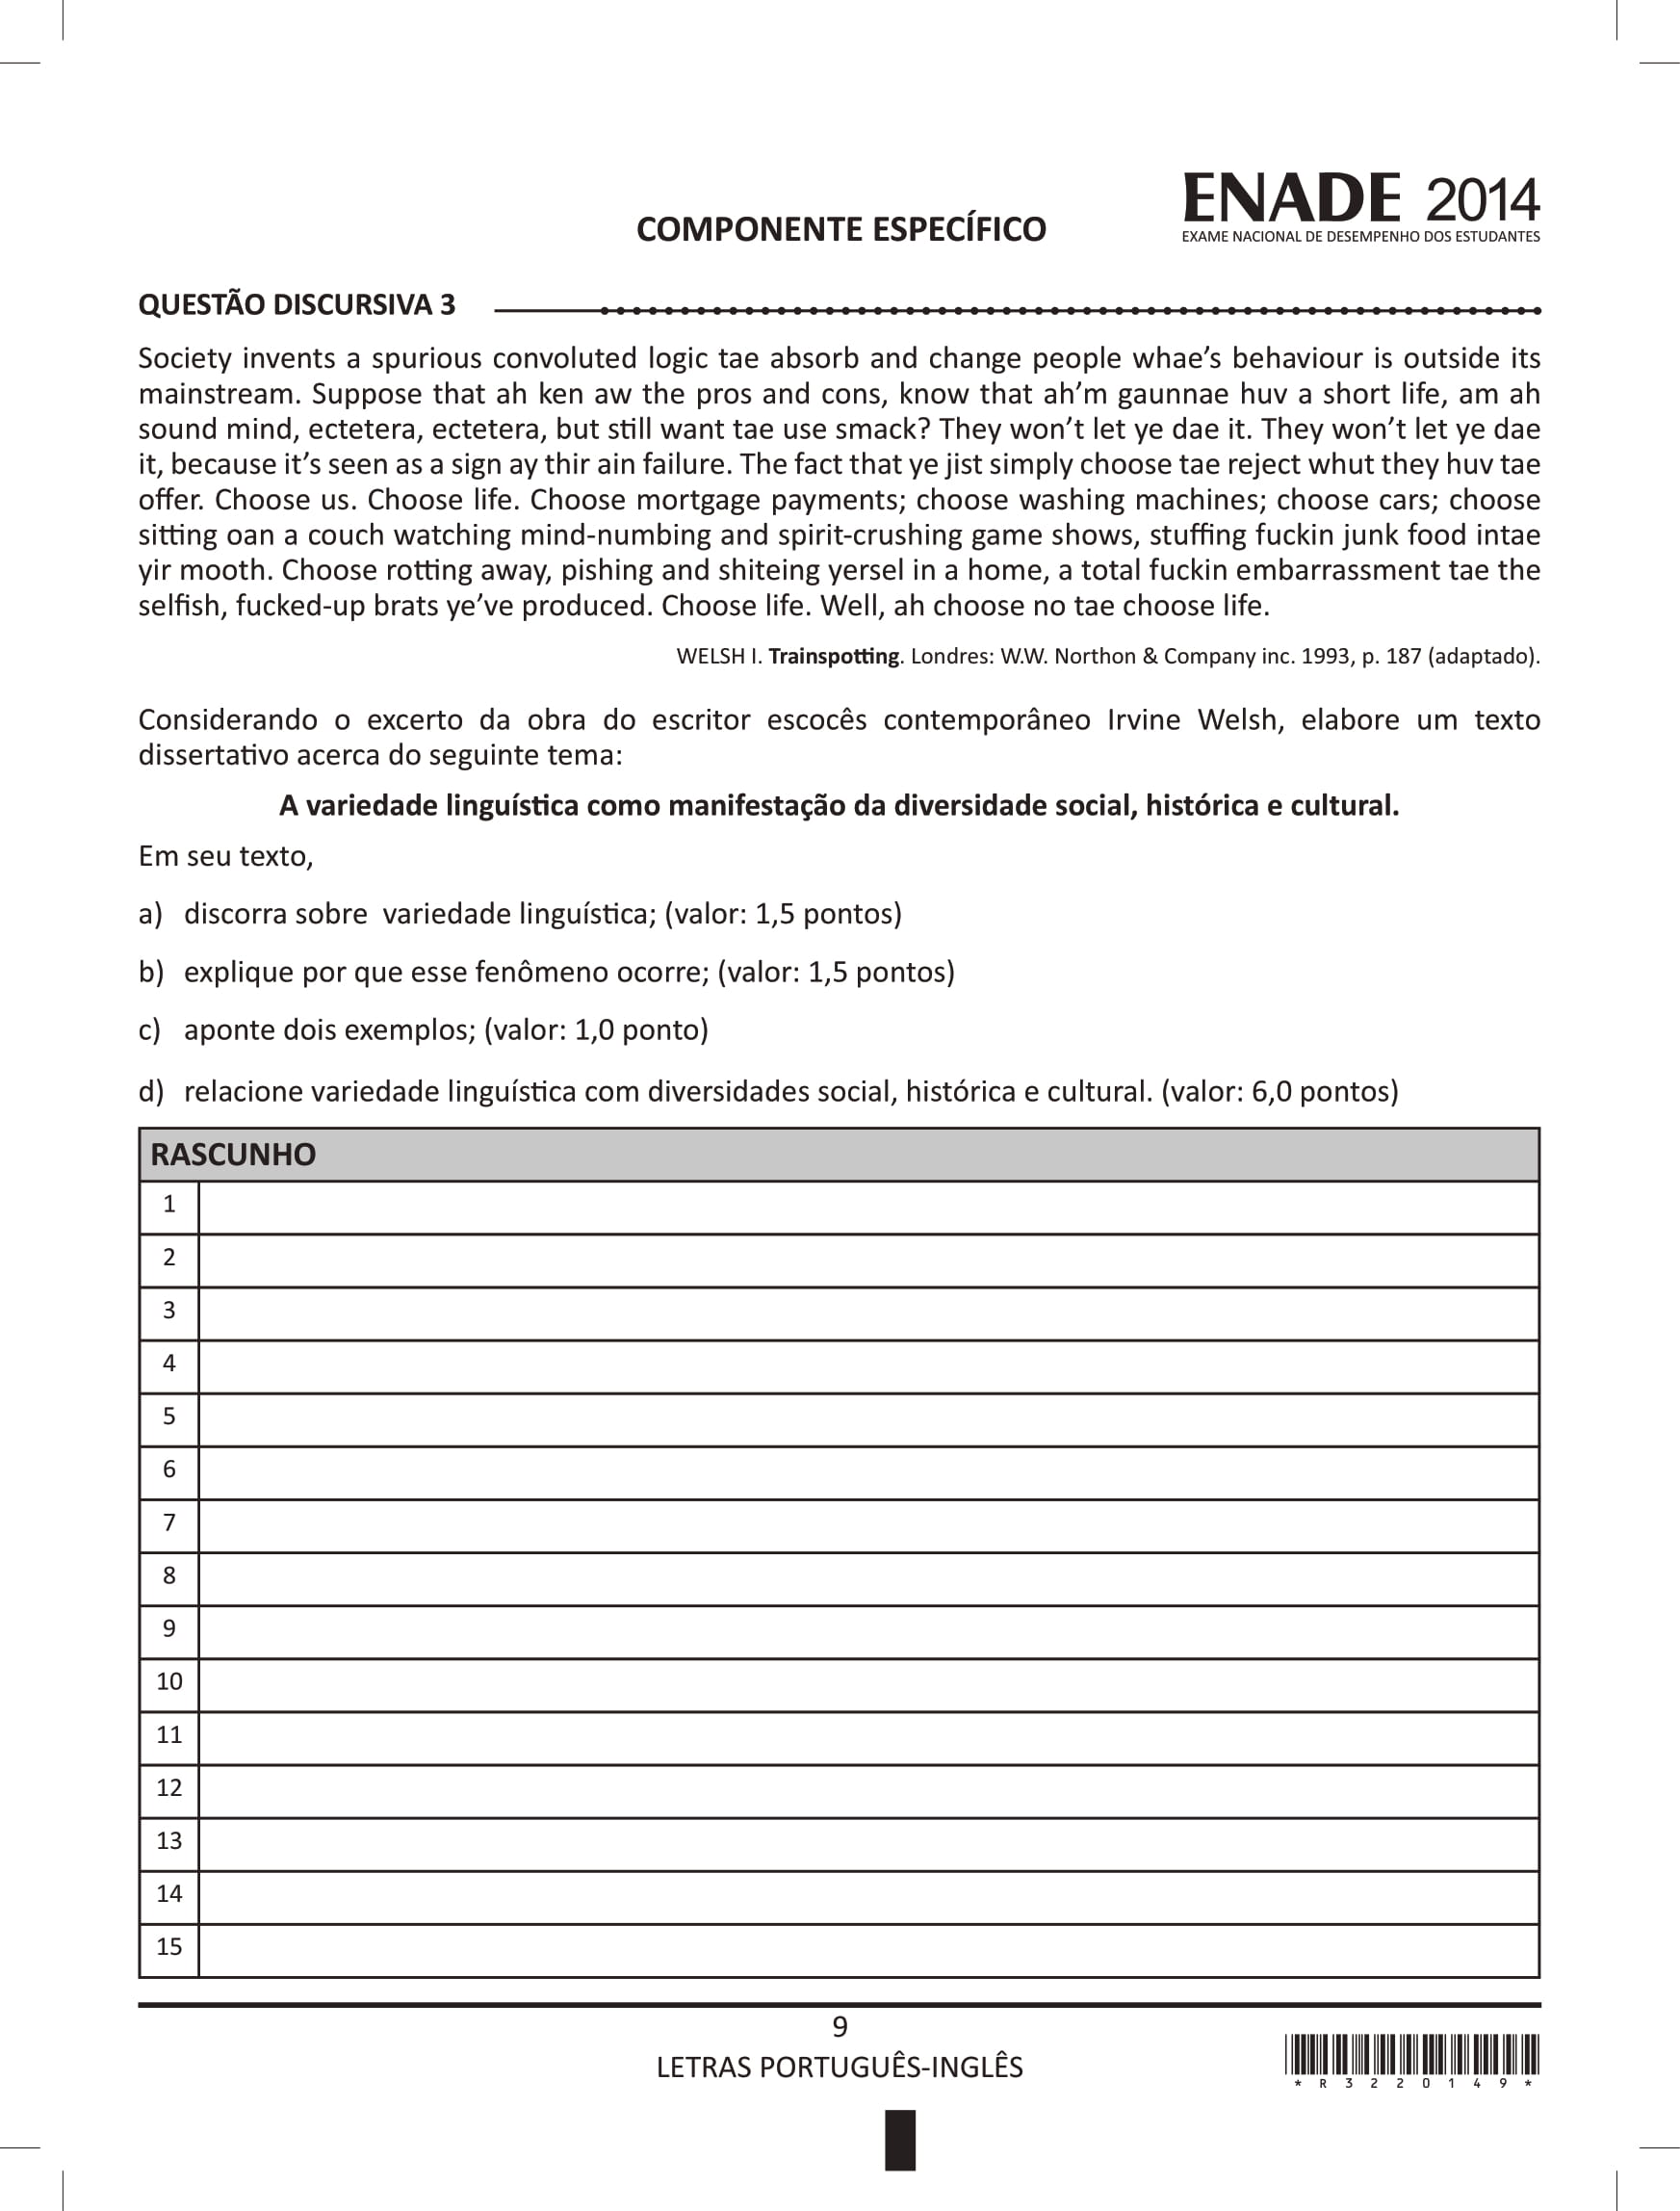 ENADE 2014
EXAME NACIONAL DE DESEMPENHO DOS ESTUDANTES
COMPONENTE ESPECÍFICO
QUESTÃO DISCURSIVA 3
Society invents a spurious convoluted logic tae absorb and change people whae’s behaviour is outside its
mainstream. Suppose that ah ken aw the pros and cons, know that ah’m gaunnae huv a short life, am ah
sound mind, ectetera, ectetera, but still want tae use smack? They won’t let ye dae it. They won’t let ye dae
it, because it’s seen as a sign ay thir ain failure. The fact that ye jist simply choose tae reject whut they huv tae
offer. Choose us. Choose life. Choose mortgage payments; choose washing machines; choose cars; choose
sitting oan a couch watching mind-numbing and spirit-crushing game shows, stuffing fuckin junk food intae
yir mooth. Choose rotting away, pishing and shiteing yersel in a home, a total fuckin embarrassment tae the
selfish, fucked-up brats ye’ve produced. Choose life. Well, ah choose no tae choose life.
WELSH I. Trainspotting. Londres: W.W. Northon & Company inc. 1993, p. 187 (adaptado).
Considerando o excerto da obra do escritor escocês contemporâneo Irvine Welsh, elabore um texto
dissertativo acerca do seguinte tema:
A variedade linguística como manifestação da diversidade social, histórica e cultural.
Em seu texto,
a) discorra sobre variedade linguística; (valor: 1,5 pontos)
b) explique por que esse fenômeno ocorre; (valor: 1,5 pontos)
c) aponte dois exemplos; (valor: 1,0 ponto)
d) relacione variedade linguística com diversidades social, histórica e cultural. (valor: 6,0 pontos)
RASCUNHO
1
2
3
4
5
6
7
8
9
10
11
12
13
14
15
9
LETRAS PORTUGUÊS-INGLÊS
* R 3 2 2 0 1 4 9 *